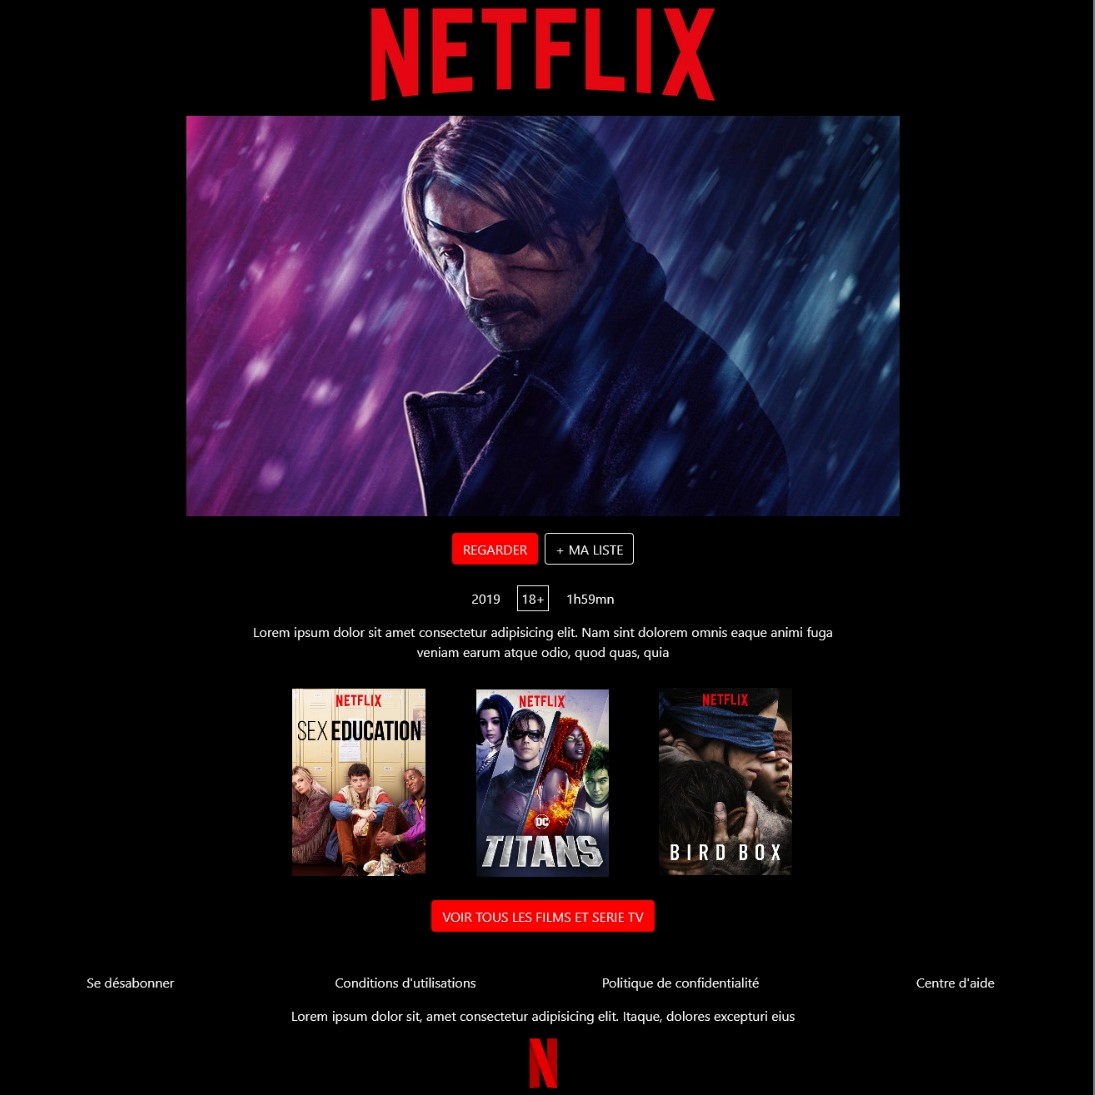 NETFLIX
REGARDER
+ MA LISTE
2019
18+
1h59mn
Lorem ipsum dolor sit amet consectetur adipisicing elit. Nam sint dolorem omnis eaque animi fuga
veniam earum atque odio, quod quas, quia
NETFLIX
SEX EDUCATION
NETFLIX
DC
TITANS
NETFLIX
BIRD BOX
VOIR TOUS LES FILMS ET SERIE TV
Se désabonner
Conditions d'utilisations
Politique de confidentialité
Centre d'aide
Lorem ipsum dolor sit, amet consectetur adipisicing elit. Itaque, dolores excepturi eius
N